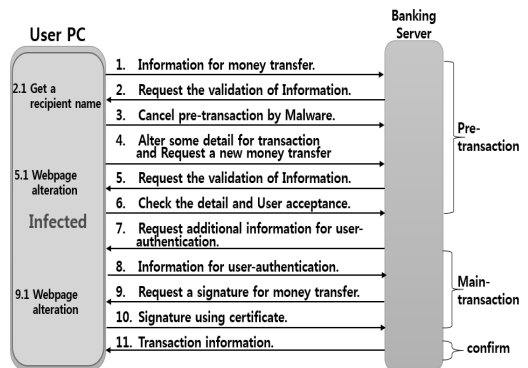 User PC
Banking
Server
1. Information for money transfer.
2.1 Get a
recipient name
2. Request the validation of Information.
3. Cancel pre-transaction by Malware.
4. Alter some detail for transaction
and Request a new money transfer
Pre-
transaction
5.1 Webpage
alteration
5. Request the validation of Information.
6. Check the detail and User acceptance.
Infected
7. Request additional information for user-
authentication.
8. Information for user-authentication.
9.1 Webpage
alteration
9. Request a signature for money transfer.
Main-
transaction
10. Signature using certificate.
11. Transaction information.
confirm